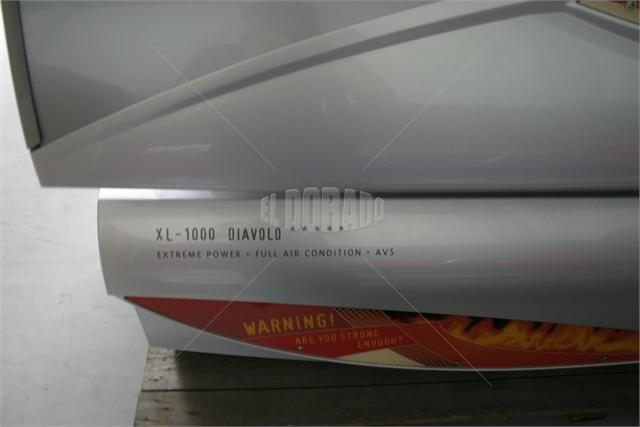 EL DORADO
XL-1000 DIAVOLO *****
EXTREME POWER • FULL AIR CONDITION • AVS
WARNING!
ARE YOU STRONG
ENOUGH?